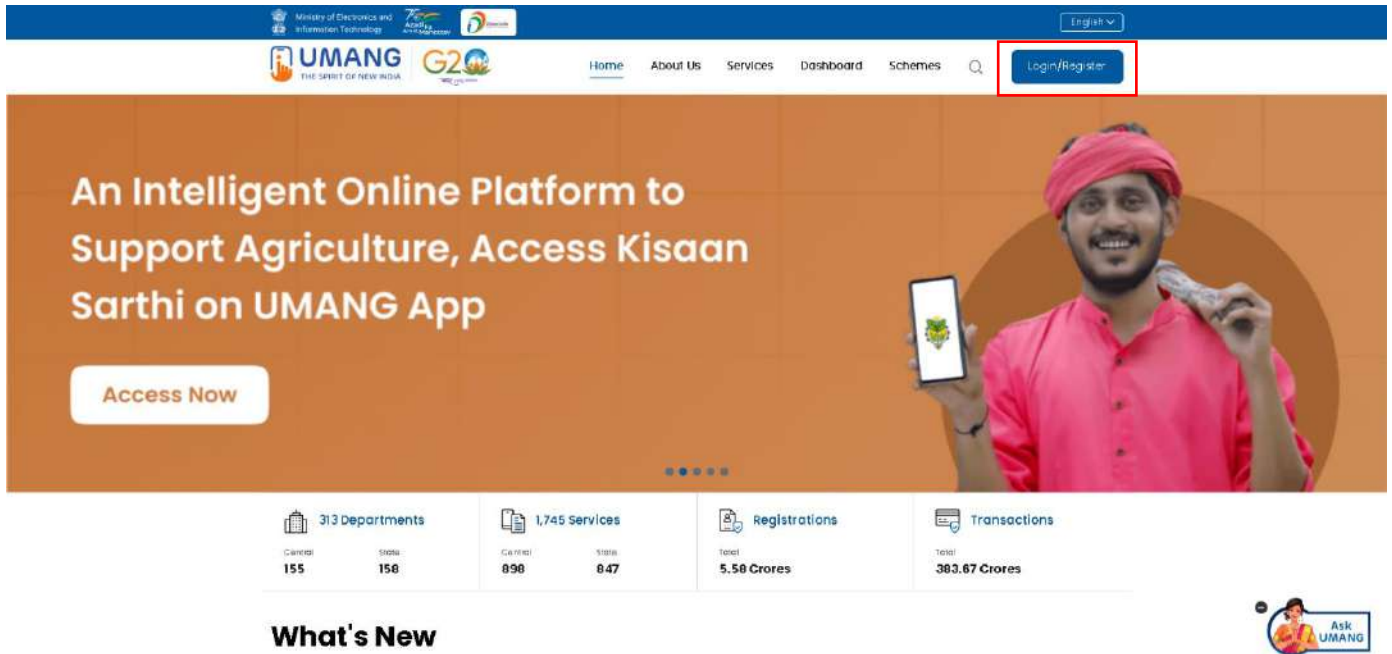 Ministry of Electronics and
Information Technology
English
UMANG
THE SPIRIT OF NEW INDIA
G20
Home About Us Services Dashboard Schemes
Login/Register
An Intelligent Online Platform to
Support Agriculture, Access Kisaan
Sarthi on UMANG App
Access Now
313 Departments
Central State
155 158
1,745 Services
Central State
898 847
Registrations
Total
5.58 Crores
Transactions
Total
383.67 Crores
What's New
Ask
UMANG